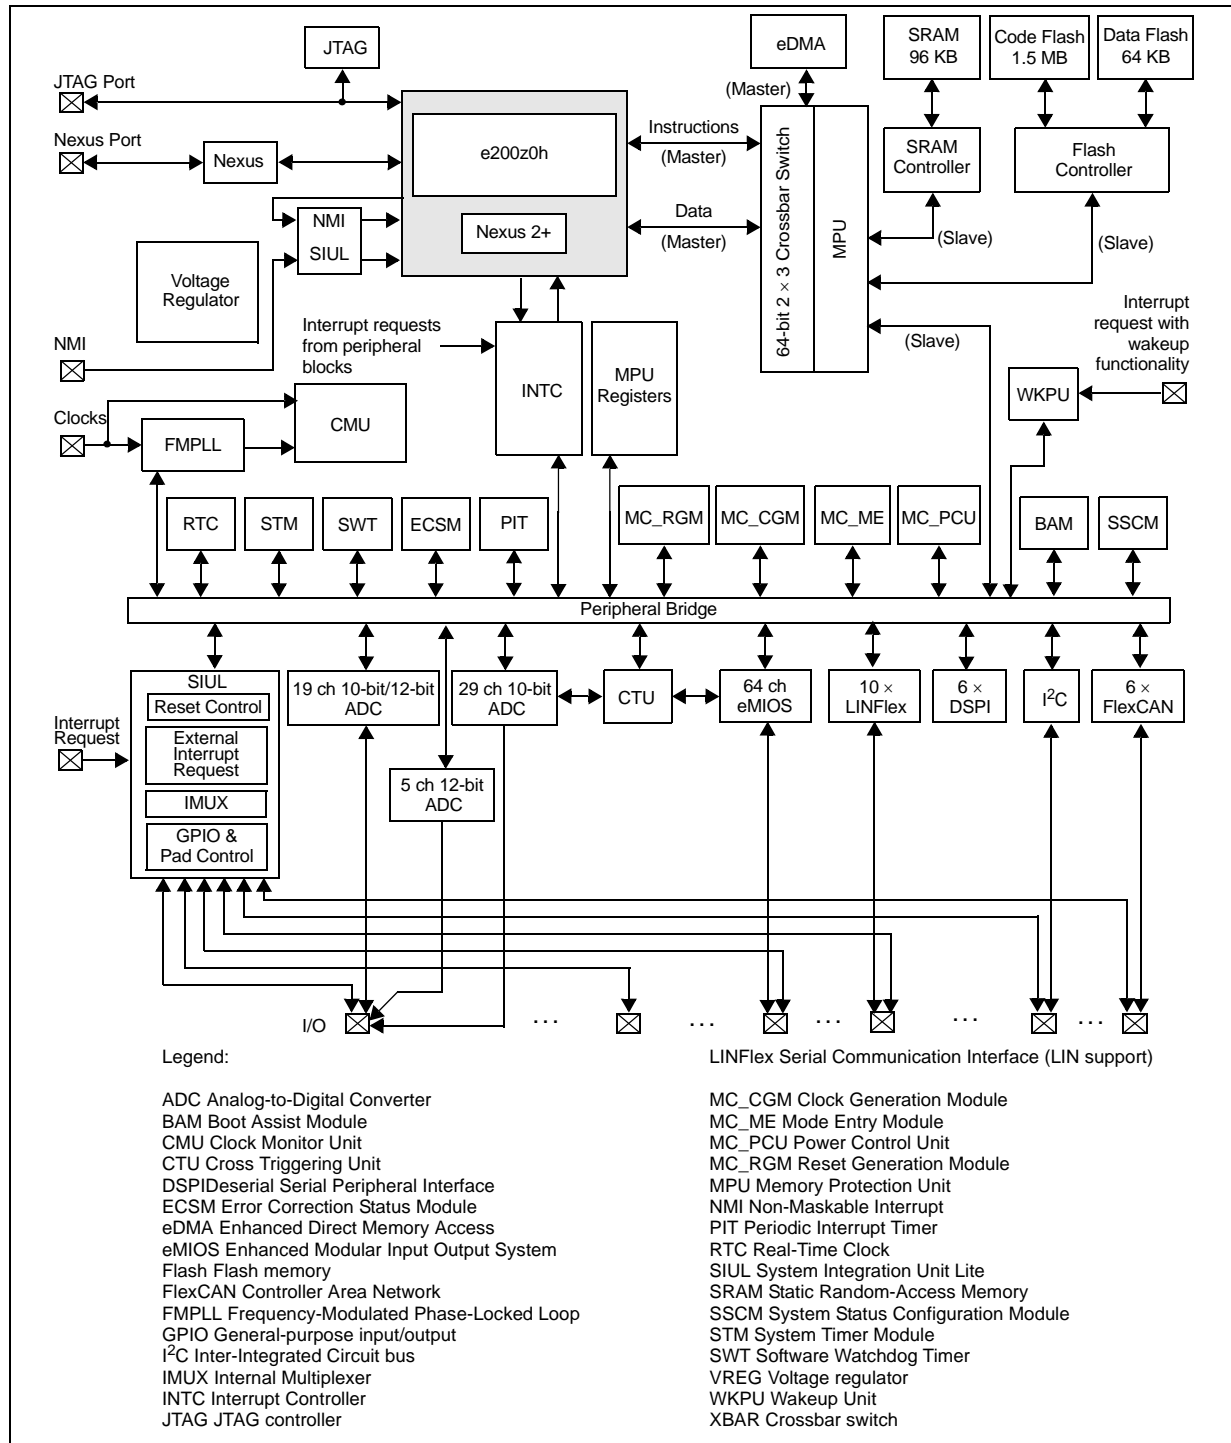 JTAG
eDMA
SRAM
96 KB
Code Flash
1.5 MB
Data Flash
64 KB
JTAG Port
(Master)
Nexus Port
Nexus
e200z0h
Instructions
(Master)
64-bit 2 × 3 Crossbar Switch
MPU
SRAM
Controller
Flash
Controller
NMI
SIUL
Nexus 2+
Data
(Master)
(Slave)
(Slave)
Voltage
Regulator
Interrupt requests
from peripheral
blocks
INTC
MPU
Registers
(Slave)
Interrupt
request with
wakeup
functionality
NMI
WKPU
Clocks
FMPLL
CMU
RTC
STM
SWT
ECSM
PIT
MC_RGM
MC_CGM
MC_ME
MC_PCU
BAM
SSCM
Peripheral Bridge
SIUL
Reset Control
External
Interrupt
Request
IMUX
GPIO &
Pad Control
Interrupt
Request
19 ch 10-bit/12-bit
ADC
29 ch 10-bit
ADC
CTU
64 ch
eMIOS
10 ×
LINFlex
6 ×
DSPI
I²C
6 ×
FlexCAN
5 ch 12-bit
ADC
I/O
. . .
. . .
. . .
. . .
. . .
Legend:
ADC Analog-to-Digital Converter
BAM Boot Assist Module
CMU Clock Monitor Unit
CTU Cross Triggering Unit
DSPIDeserial Serial Peripheral Interface
ECSM Error Correction Status Module
eDMA Enhanced Direct Memory Access
eMIOS Enhanced Modular Input Output System
Flash Flash memory
FlexCAN Controller Area Network
FMPLL Frequency-Modulated Phase-Locked Loop
GPIO General-purpose input/output
I²C Inter-Integrated Circuit bus
IMUX Internal Multiplexer
INTC Interrupt Controller
JTAG JTAG controller
LINFlex Serial Communication Interface (LIN support)
MC_CGM Clock Generation Module
MC_ME Mode Entry Module
MC_PCU Power Control Unit
MC_RGM Reset Generation Module
MPU Memory Protection Unit
NMI Non-Maskable Interrupt
PIT Periodic Interrupt Timer
RTC Real-Time Clock
SIUL System Integration Unit Lite
SRAM Static Random-Access Memory
SSCM System Status Configuration Module
STM System Timer Module
SWT Software Watchdog Timer
VREG Voltage regulator
WKPU Wakeup Unit
XBAR Crossbar switch